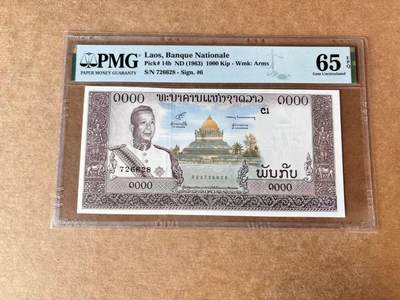 PMG
PAPER MONEY GUARANTY
Laos, Banque Nationale
Pick# 14b ND (1963) 1000 Kip - Wmk: Arms
S/N 726628 - Sign. #6
65 EPQ
Gem Uncirculated
໑໐໐໐ ທະນາຄານແຫ່ງຊາດລາວ ໑໐໐໐
726628
ພັນກີບ
໑໐໐໐ ໑໐໐໐